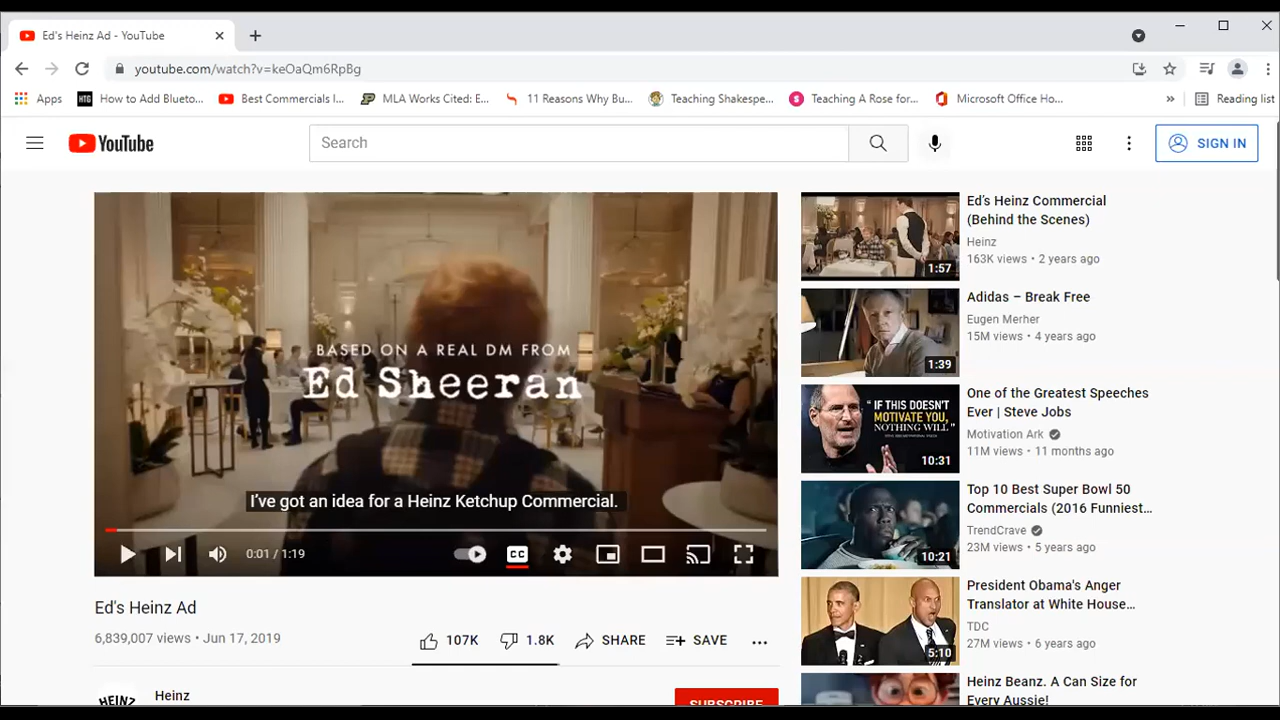 Ed's Heinz Ad - YouTube
youtube.com/watch?v=keOaQm6RpBg
Apps
How to Add Blueto...
Best Commercials I...
MLA Works Cited: E...
11 Reasons Why Bu...
Teaching Shakespe...
Teaching A Rose for...
Microsoft Office Ho...
»
Reading list
YouTube
Search
SIGN IN
BASED ON A REAL DM FROM
Ed Sheeran
I've got an idea for a Heinz Ketchup Commercial.
0:01 / 1:19
CC
Ed's Heinz Ad
6,839,007 views • Jun 17, 2019
107K
1.8K
SHARE
SAVE
HEINZ
Heinz
SUBSCRIBE
1:57
Ed's Heinz Commercial
(Behind the Scenes)
Heinz
163K views • 2 years ago
1:39
Adidas – Break Free
Eugen Merher
15M views • 4 years ago
"IF THIS DOESN'T
MOTIVATE YOU,
NOTHING WILL"
10:31
One of the Greatest Speeches
Ever | Steve Jobs
Motivation Ark
11M views • 11 months ago
10:21
Top 10 Best Super Bowl 50
Commercials (2016 Funniest...
TrendCrave
23M views • 5 years ago
5:10
President Obama's Anger
Translator at White House...
TDC
27M views • 6 years ago
Heinz Beanz. A Can Size for
Every Aussie!